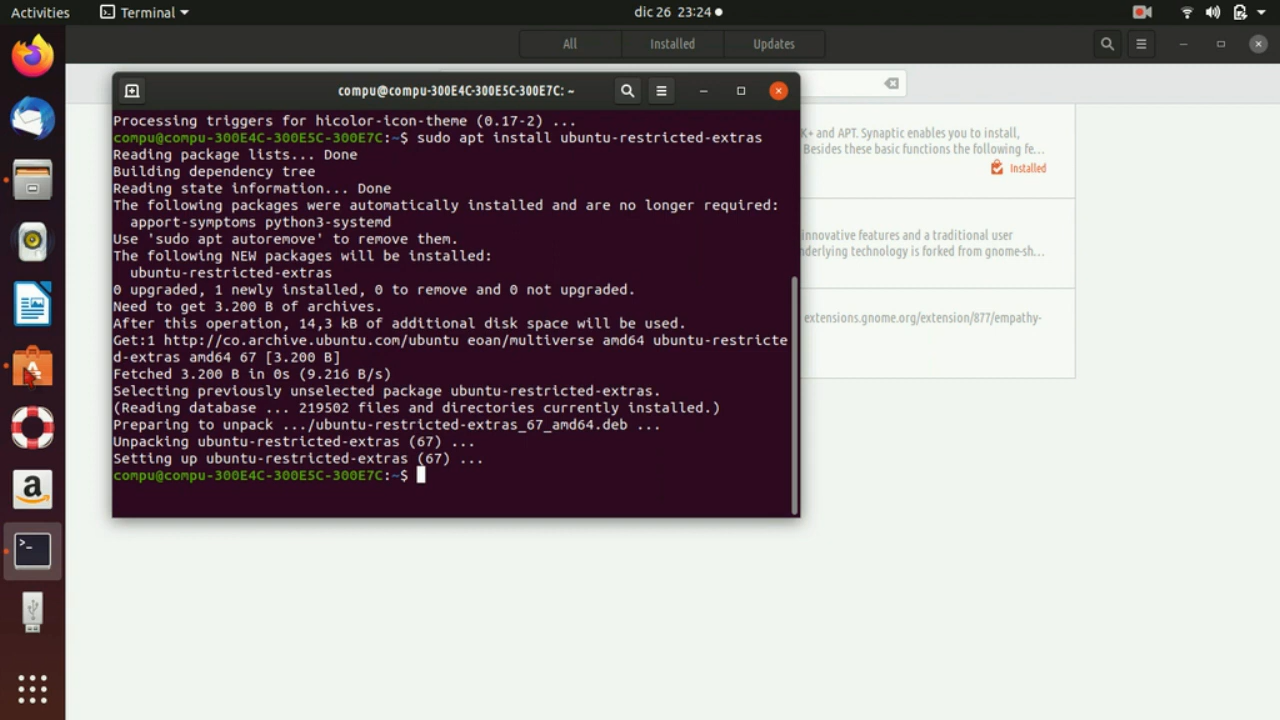 Activities
Terminal
dic 26 23:24
All
Installed
Updates
compu@compu-300E4C-300E5C-300E7C: ~
Processing triggers for hicolor-icon-theme (0.17-2) ...
compu@compu-300E4C-300E5C-300E7C:~$ sudo apt install ubuntu-restricted-extras
Reading package lists... Done
Building dependency tree
Reading state information... Done
The following packages were automatically installed and are no longer required:
apport-symptoms python3-systemd
Use 'sudo apt autoremove' to remove them.
The following NEW packages will be installed:
ubuntu-restricted-extras
0 upgraded, 1 newly installed, 0 to remove and 0 not upgraded.
Need to get 3.200 B of archives.
After this operation, 14,3 kB of additional disk space will be used.
Get:1 http://co.archive.ubuntu.com/ubuntu eoan/multiverse amd64 ubuntu-restricte
d-extras amd64 67 [3.200 B]
Fetched 3.200 B in 0s (9.216 B/s)
Selecting previously unselected package ubuntu-restricted-extras.
(Reading database ... 219502 files and directories currently installed.)
Preparing to unpack .../ubuntu-restricted-extras_67_amd64.deb ...
Unpacking ubuntu-restricted-extras (67) ...
Setting up ubuntu-restricted-extras (67) ...
compu@compu-300E4C-300E5C-300E7C:~$
K+ and APT. Synaptic enables you to install,
Besides these basic functions the following fe...
Installed
innovative features and a traditional user
nderlying technology is forked from gnome-sh...
extensions.gnome.org/extension/877/empathy-
a
>_